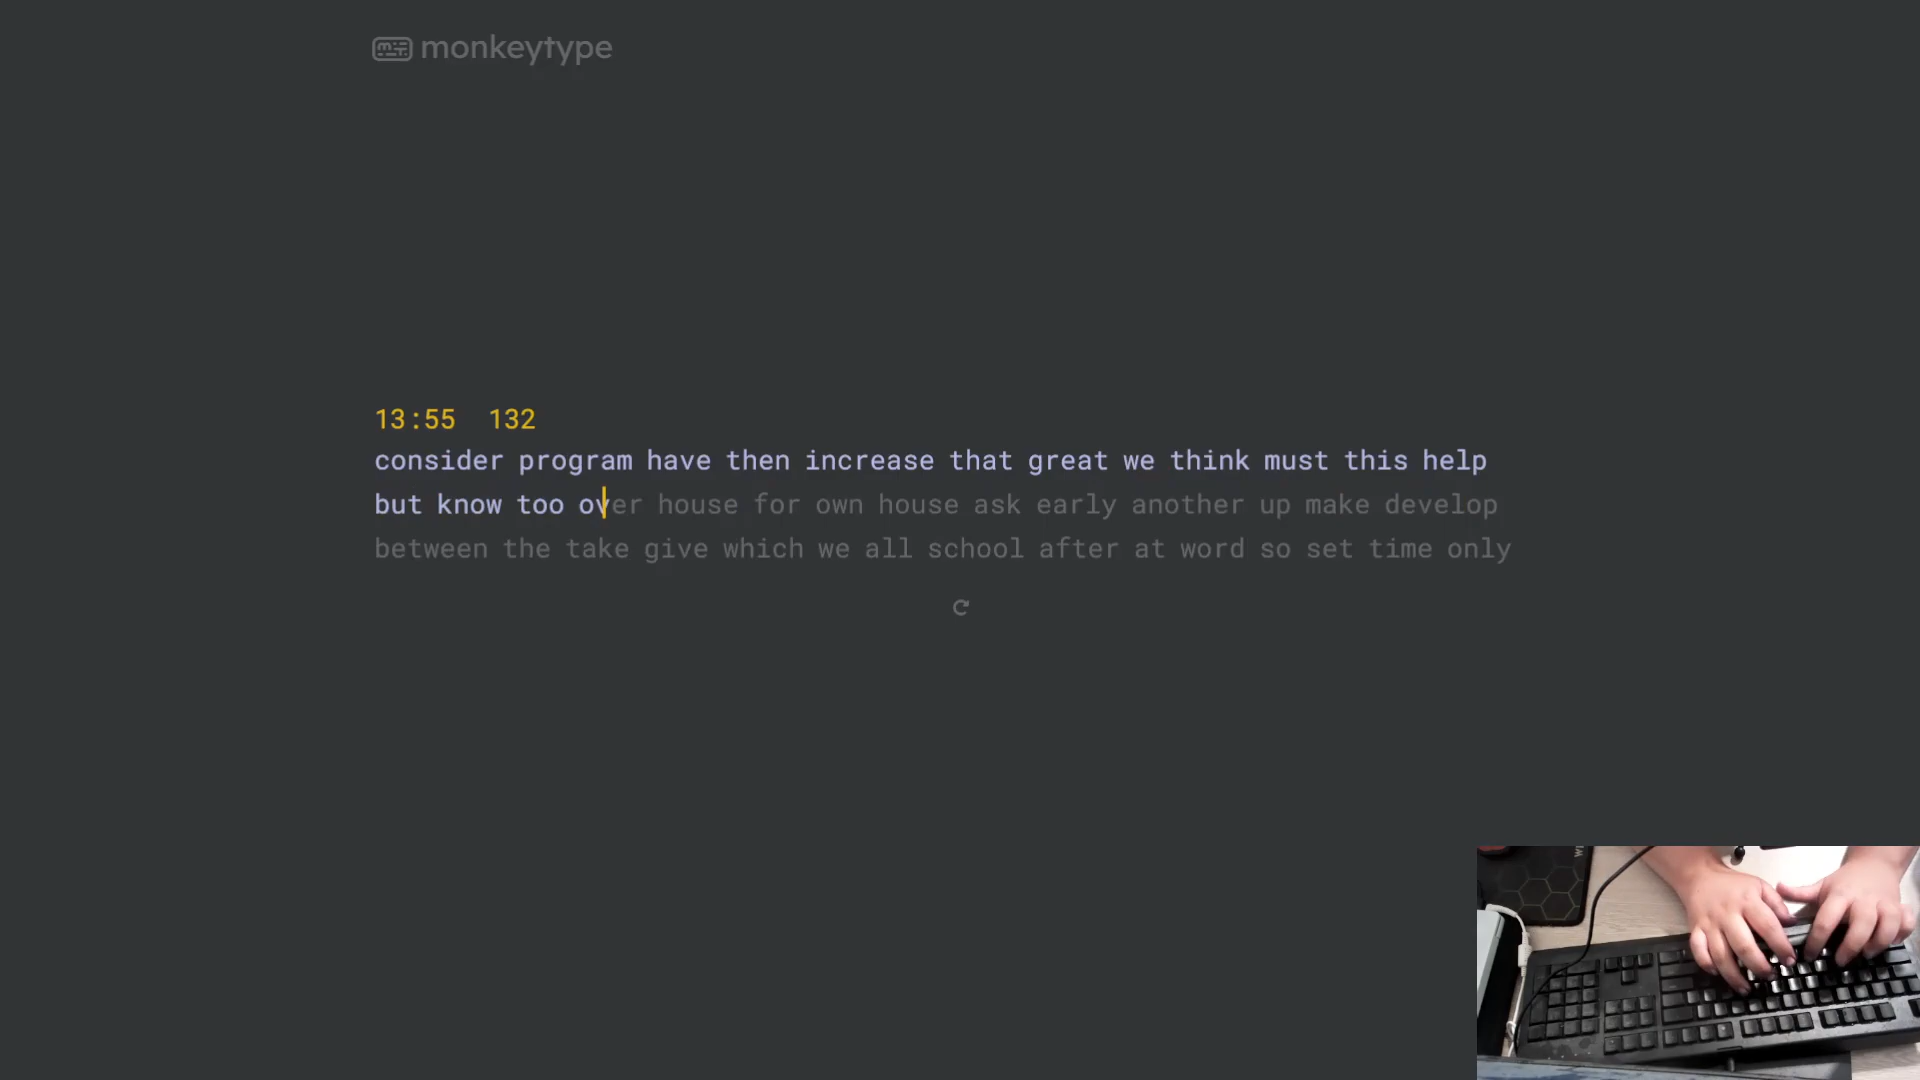 monkeytype
13:55 132
consider program have then increase that great we think must this help
but know too over house for own house ask early another up make develop
between the take give which we all school after at word so set time only